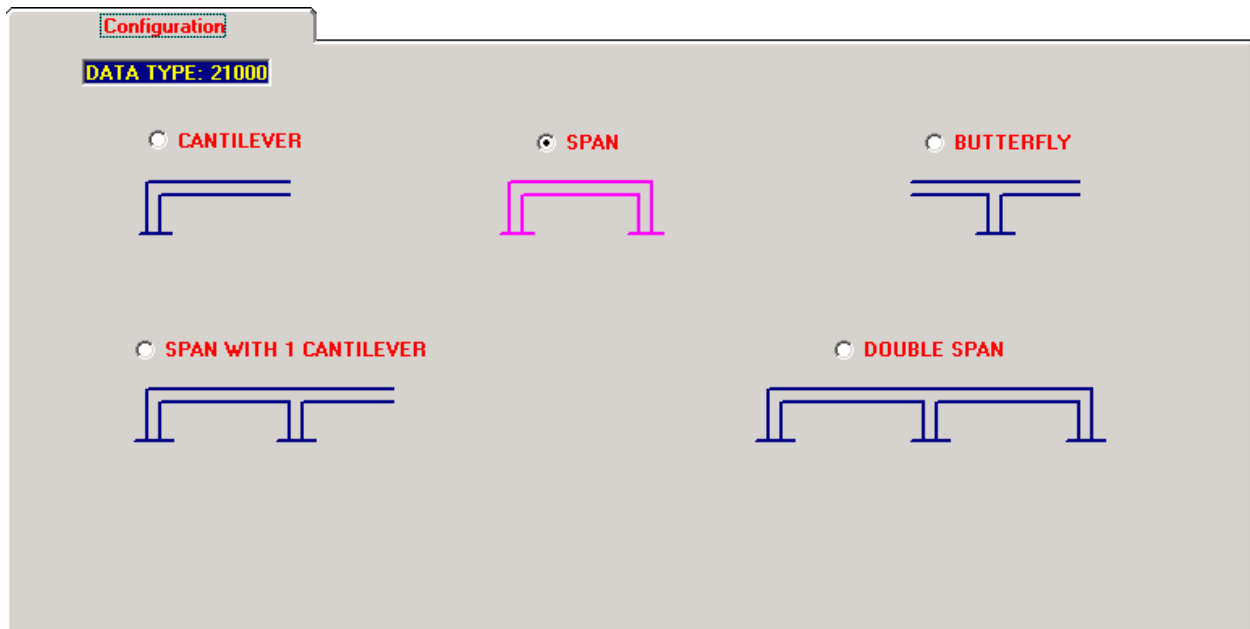 Configuration
DATA TYPE: 21000
CANTILEVER
SPAN
BUTTERFLY
SPAN WITH 1 CANTILEVER
DOUBLE SPAN